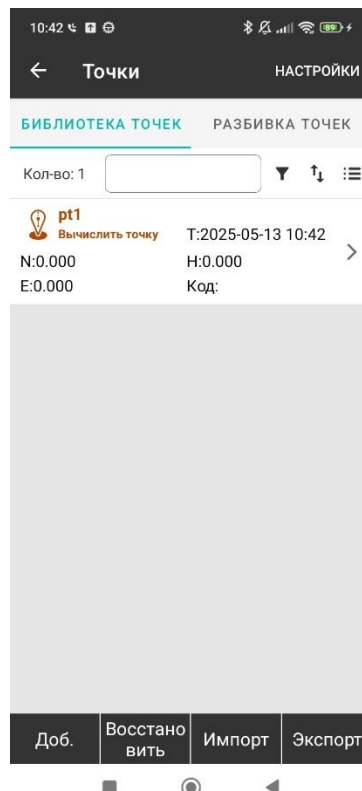 10:42
89
Точки
НАСТРОЙКИ
БИБЛИОТЕКА ТОЧЕК
РАЗБИВКА ТОЧЕК
Кол-во: 1
pt1
Вычислить точку
T:2025-05-13 10:42
N:0.000
H:0.000
E:0.000
Код:
Доб.
Восстано
вить
Импорт
Экспорт